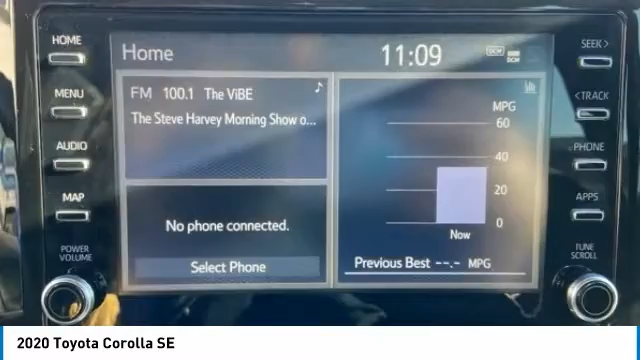 HOME
MENU
AUDIO
MAP
POWER
VOLUME
Home
11:09
DCM
FM 100.1 The ViBE
The Steve Harvey Morning Show o...
No phone connected.
Select Phone
MPG
60
40
20
0
Now
Previous Best --.- MPG
SEEK>
<TRACK
PHONE
APPS
TUNE
SCROLL
2020 Toyota Corolla SE